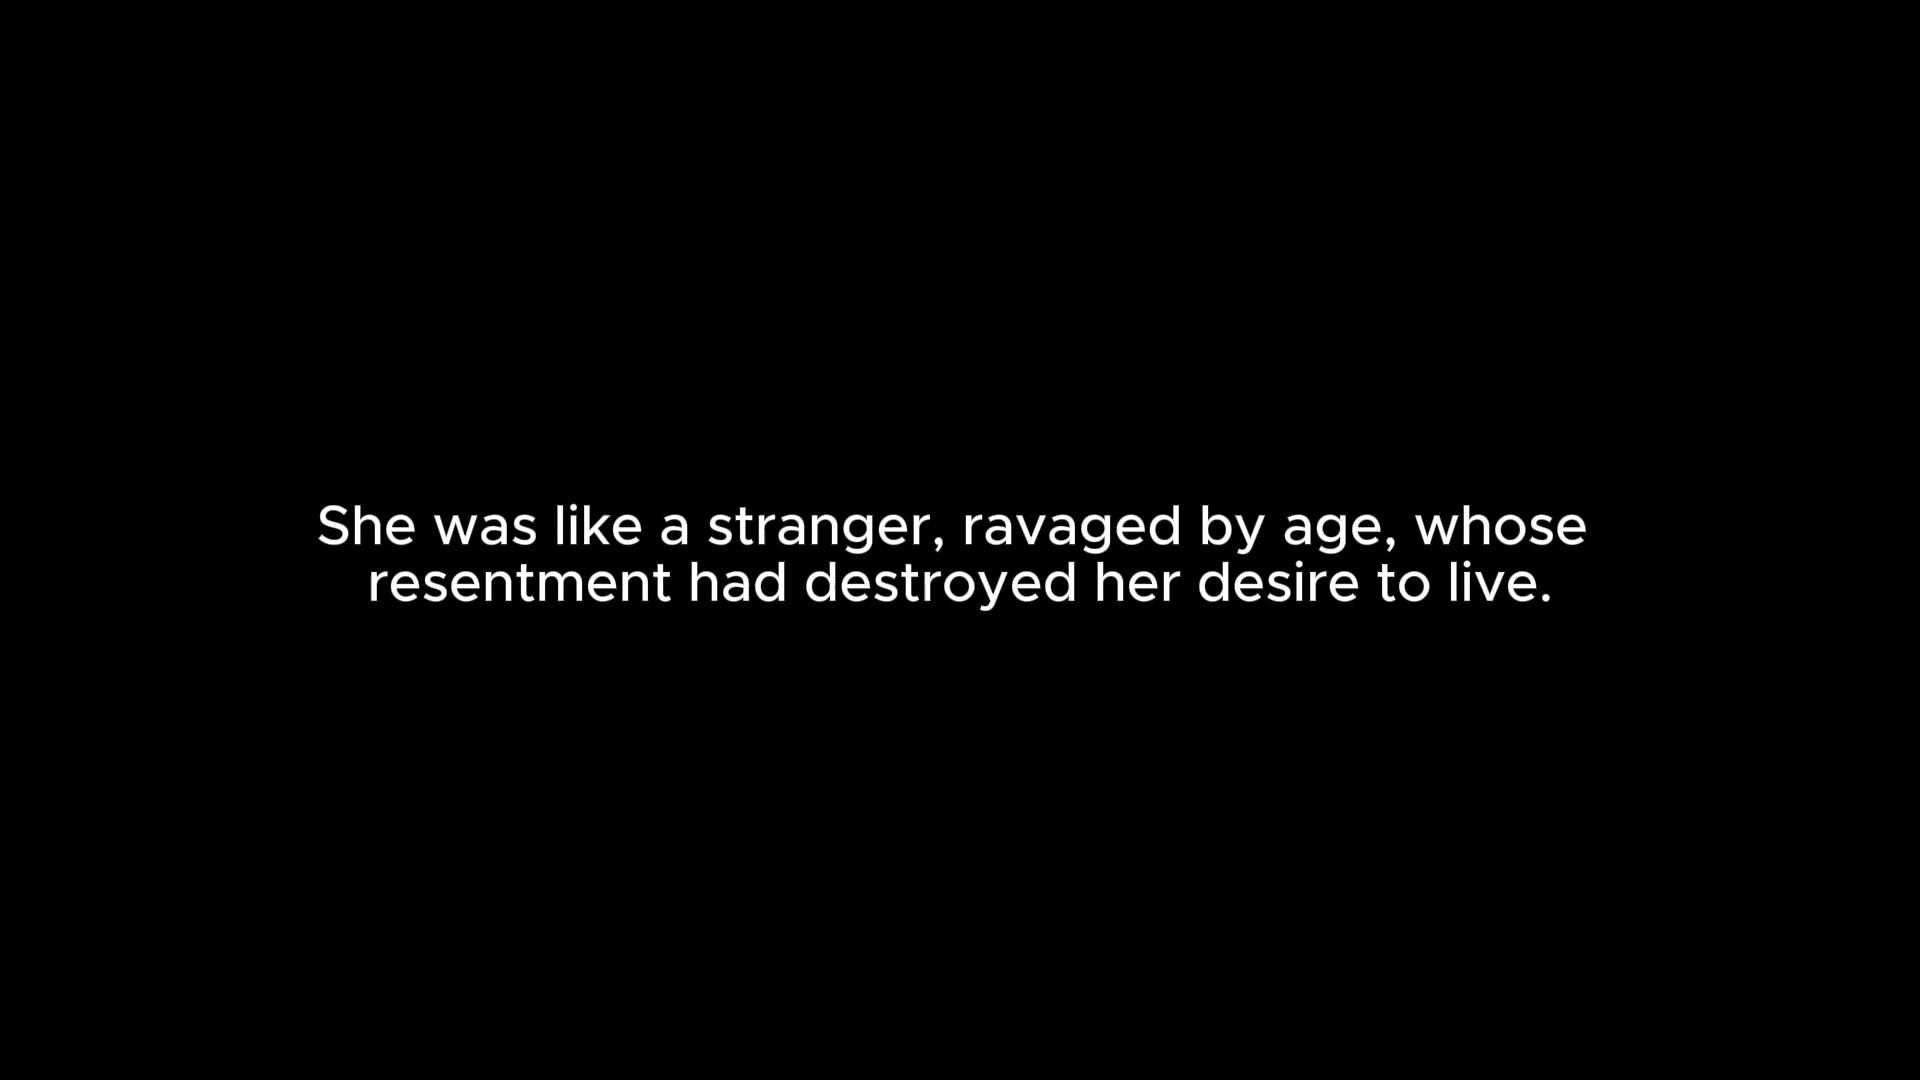 She was like a stranger, ravaged by age, whose
resentment had destroyed her desire to live.